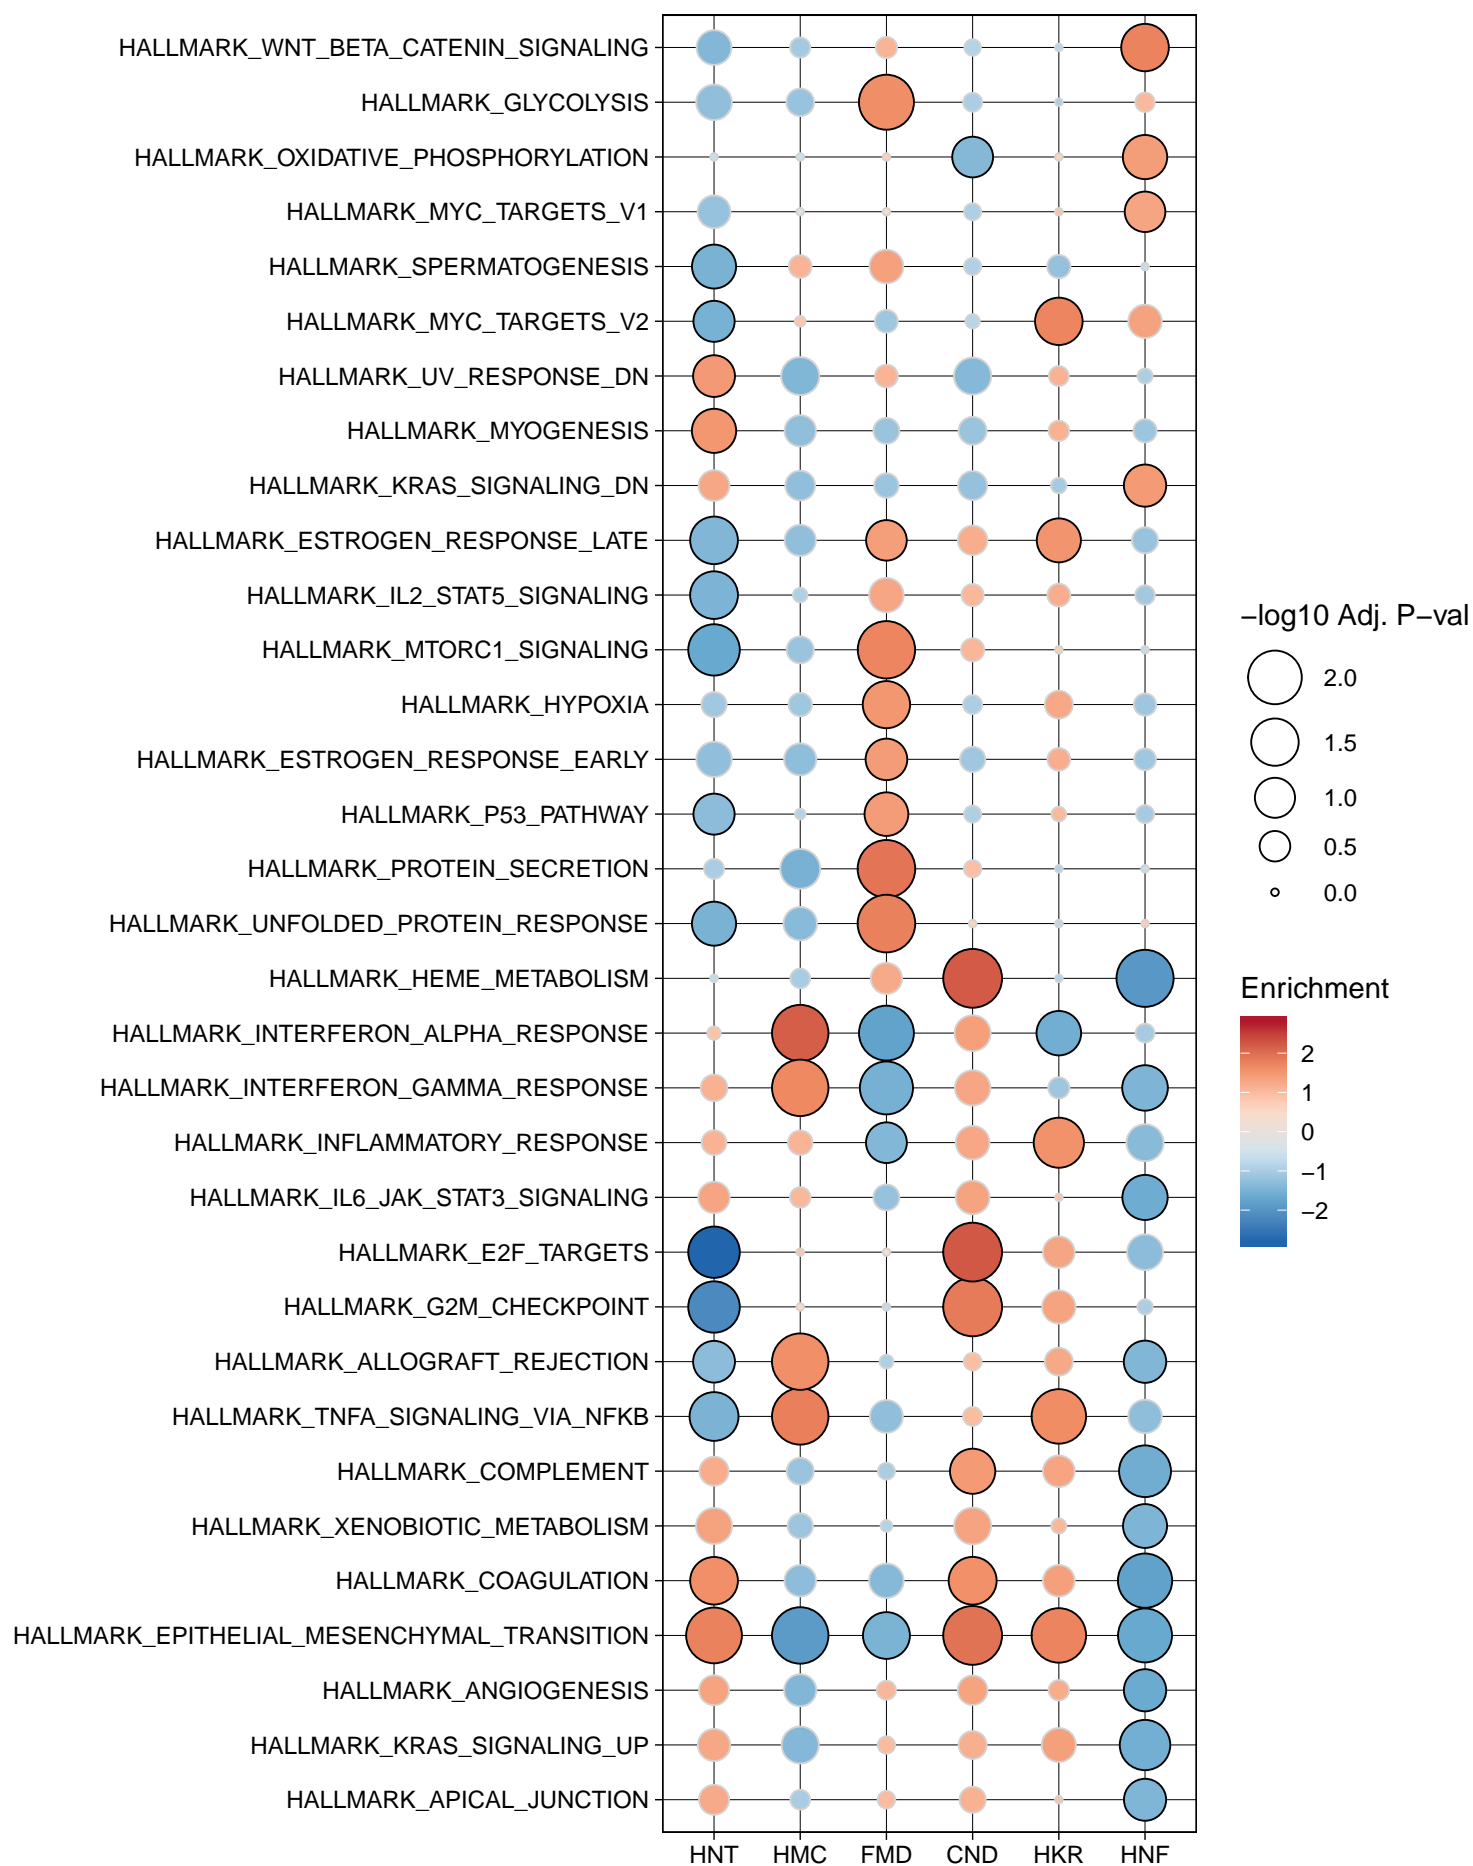 HALLMARK_WNT_BETA_CATENIN_SIGNALING
HALLMARK_GLYCOLYSIS
HALLMARK_OXIDATIVE_PHOSPHORYLATION
HALLMARK_MYC_TARGETS_V1
HALLMARK_SPERMATOGENESIS
HALLMARK_MYC_TARGETS_V2
HALLMARK_UV_RESPONSE_DN
HALLMARK_MYOGENESIS
HALLMARK_KRAS_SIGNALING_DN
HALLMARK_ESTROGEN_RESPONSE_LATE
HALLMARK_IL2_STAT5_SIGNALING
HALLMARK_MTORC1_SIGNALING
HALLMARK_HYPOXIA
HALLMARK_ESTROGEN_RESPONSE_EARLY
HALLMARK_P53_PATHWAY
HALLMARK_PROTEIN_SECRETION
HALLMARK_UNFOLDED_PROTEIN_RESPONSE
HALLMARK_HEME_METABOLISM
HALLMARK_INTERFERON_ALPHA_RESPONSE
HALLMARK_INTERFERON_GAMMA_RESPONSE
HALLMARK_INFLAMMATORY_RESPONSE
HALLMARK_IL6_JAK_STAT3_SIGNALING
HALLMARK_E2F_TARGETS
HALLMARK_G2M_CHECKPOINT
HALLMARK_ALLOGRAFT_REJECTION
HALLMARK_TNFA_SIGNALING_VIA_NFKB
HALLMARK_COMPLEMENT
HALLMARK_XENOBIOTIC_METABOLISM
HALLMARK_COAGULATION
HALLMARK_EPITHELIAL_MESENCHYMAL_TRANSITION
HALLMARK_ANGIOGENESIS
HALLMARK_KRAS_SIGNALING_UP
HALLMARK_APICAL_JUNCTION
HNT HMC FMD CND HKR HNF
−log10 Adj. P−val
2.0
1.5
1.0
0.5
0.0
Enrichment
2
1
0
−1
−2